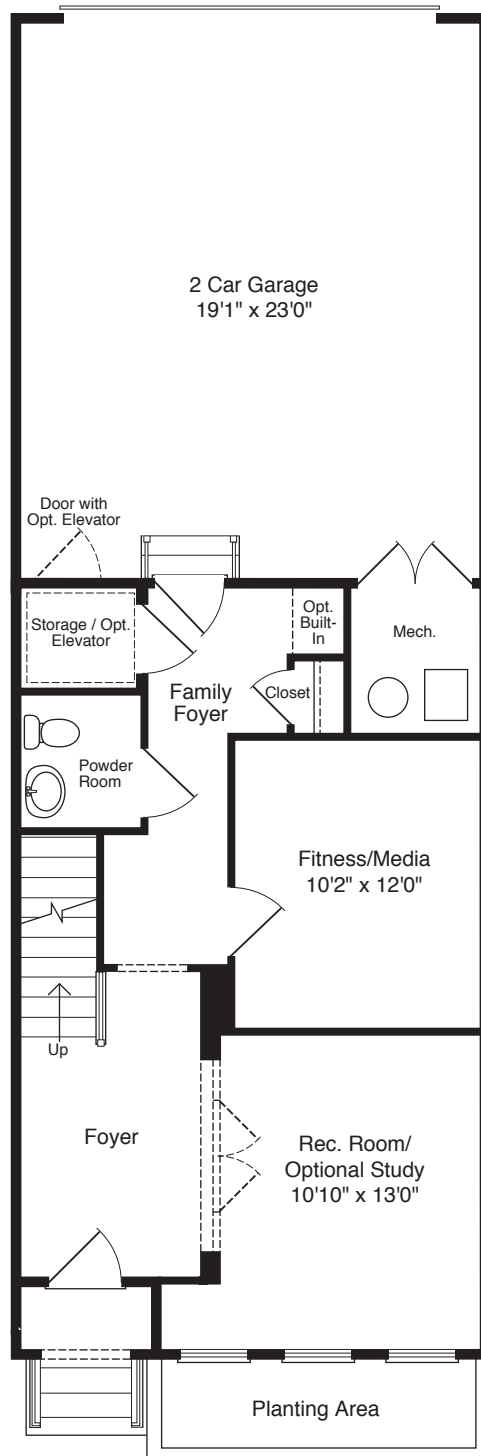 2 Car Garage
19'1" x 23'0"
Door with
Opt. Elevator
Storage / Opt.
Elevator
Opt.
Built-
In
Mech.
Family
Foyer
Closet
Powder
Room
Fitness/Media
10'2" x 12'0"
Up
Foyer
Rec. Room/
Optional Study
10'10" x 13'0"
Planting Area